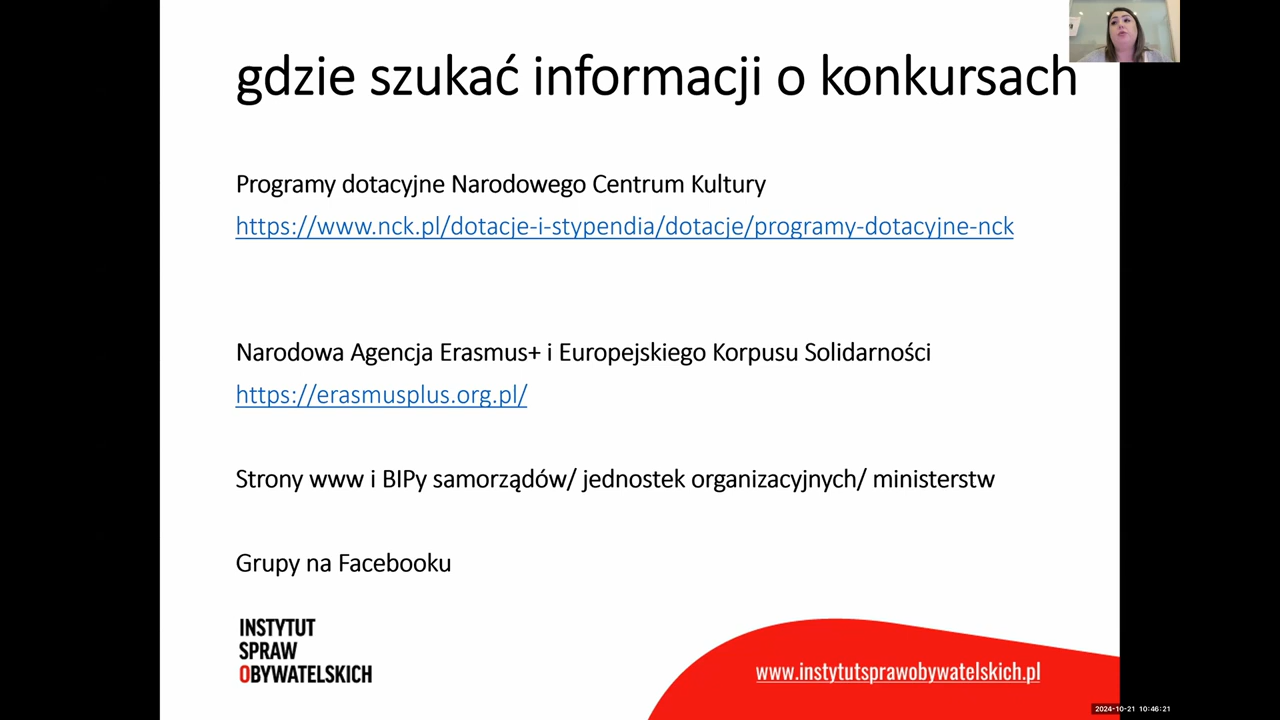 gdzie szukać informacji o konkursach
Programy dotacyjne Narodowego Centrum Kultury
https://www.nck.pl/dotacje-i-stypendia/dotacje/programy-dotacyjne-nck
Narodowa Agencja Erasmus+ i Europejskiego Korpusu Solidarności
https://erasmusplus.org.pl/
Strony www i BIPy samorządów/ jednostek organizacyjnych/ ministerstw
Grupy na Facebooku
INSTYTUT
SPRAW
OBYWATELSKICH
www.instytutsprawobywatelskich.pl
2024-10-21 10:46:21